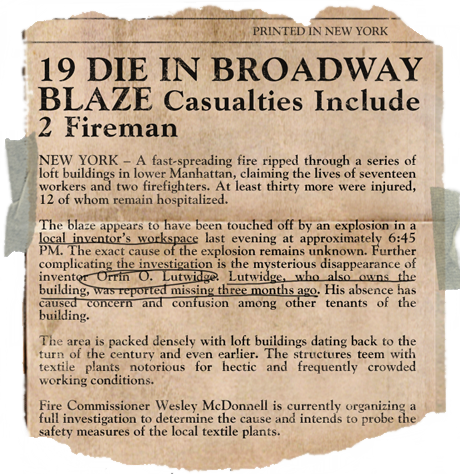 PRINTED IN NEW YORK
19 DIE IN BROADWAY
BLAZE Casualties Include
2 Fireman
NEW YORK – A fast-spreading fire ripped through a series of
loft buildings in lower Manhattan, claiming the lives of seventeen
workers and two firefighters. At least thirty more were injured,
12 of whom remain hospitalized.
The blaze appears to have been touched off by an explosion in a
local inventor's workspace last evening at approximately 6:45
PM. The exact cause of the explosion remains unknown. Further
complicating the investigation is the mysterious disappearance of
inventor Orlin O. Lutwidge. Lutwidge, who also owns the
building, was reported missing three months ago. His absence has
caused concern and confusion among other tenants of the
building.
The area is packed densely with loft buildings dating back to the
turn of the century and even earlier. The structures teem with
textile plants notorious for hectic and frequently crowded
working conditions.
Fire Commissioner Wesley McDonnell is currently organizing a
full investigation to determine the cause and intends to probe the
safety measures of the local textile plants.